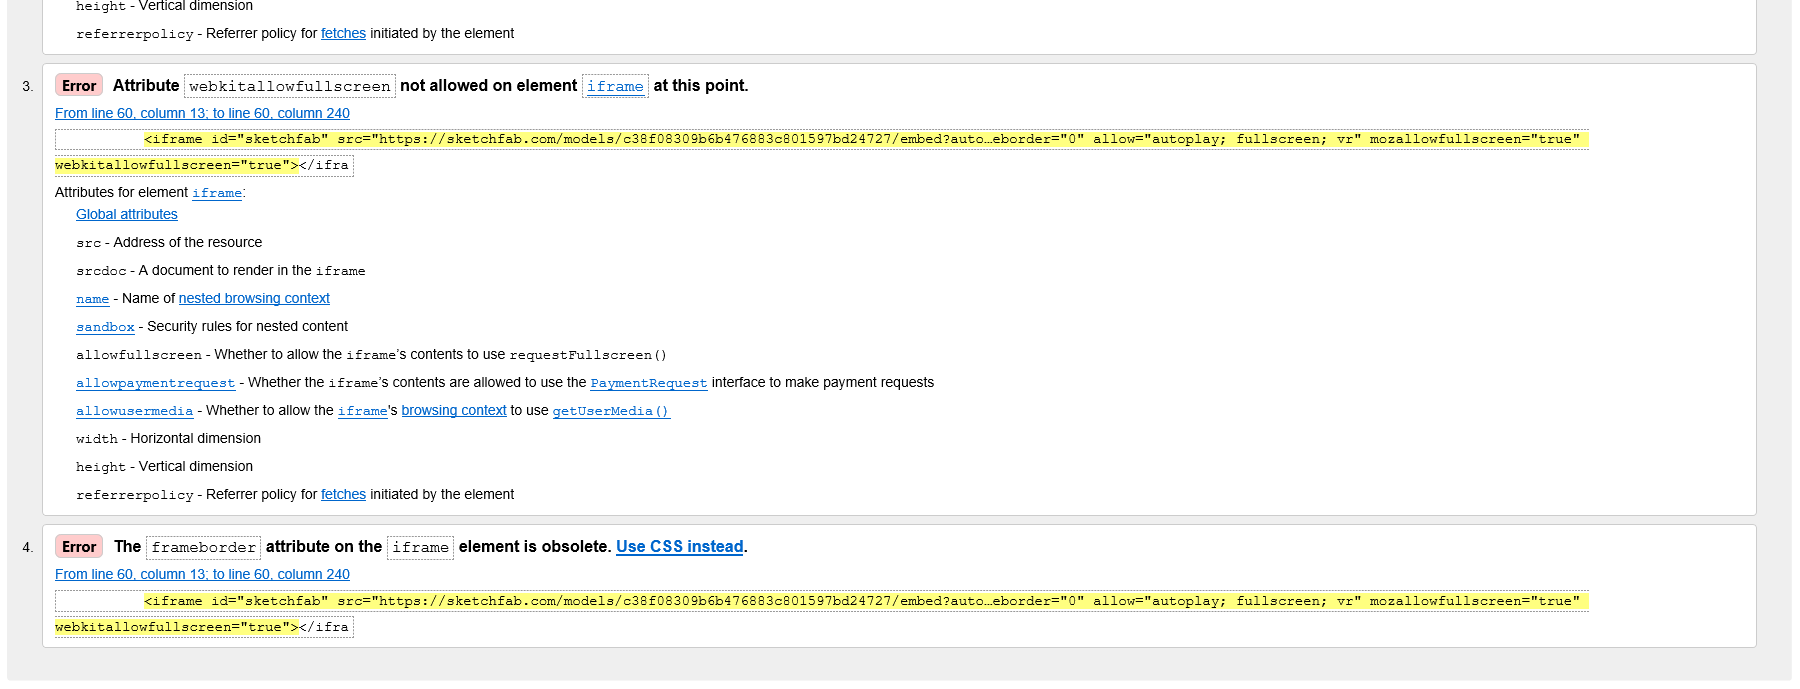 height - Vertical dimension
referrerpolicy - Referrer policy for fetches initiated by the element
3. Error Attribute webkitallowfullscreen not allowed on element iframe at this point.
From line 60, column 13; to line 60, column 240
<iframe id="sketchfab" src="https://sketchfab.com/models/c38f08309b6b476883c801597bd24727/embed?auto…eborder="0" allow="autoplay; fullscreen; vr" mozallowfullscreen="true"
webkitallowfullscreen="true"></ifra
Attributes for element iframe:
Global attributes
src - Address of the resource
srcdoc - A document to render in the iframe
name - Name of nested browsing context
sandbox - Security rules for nested content
allowfullscreen - Whether to allow the iframe's contents to use requestFullscreen()
allowpaymentrequest - Whether the iframe's contents are allowed to use the PaymentRequest interface to make payment requests
allowusermedia - Whether to allow the iframe's browsing context to use getUserMedia()
width - Horizontal dimension
height - Vertical dimension
referrerpolicy - Referrer policy for fetches initiated by the element
4. Error The frameborder attribute on the iframe element is obsolete. Use CSS instead.
From line 60, column 13; to line 60, column 240
<iframe id="sketchfab" src="https://sketchfab.com/models/c38f08309b6b476883c801597bd24727/embed?auto…eborder="0" allow="autoplay; fullscreen; vr" mozallowfullscreen="true"
webkitallowfullscreen="true"></ifra